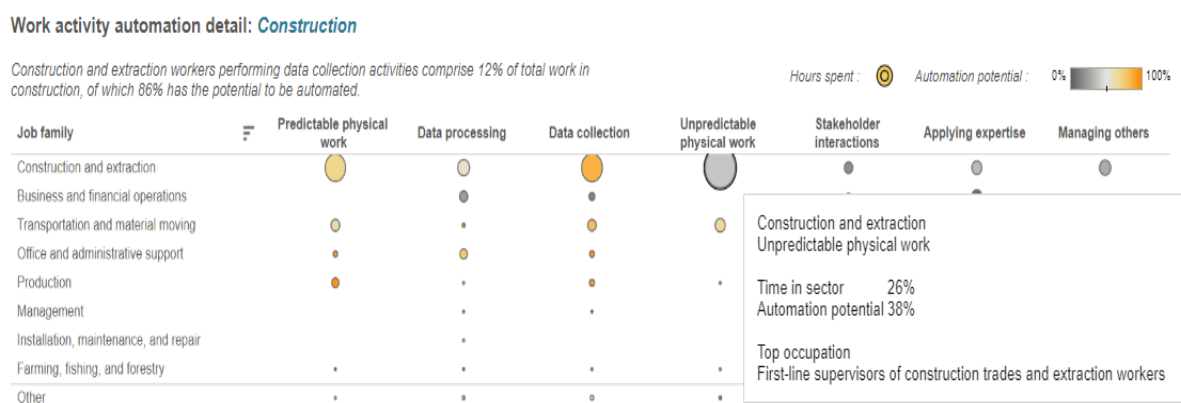 Work activity automation detail: Construction
Construction and extraction workers performing data collection activities comprise 12% of total work in
construction, of which 86% has the potential to be automated.
Hours spent : Automation potential : 0% 100%
Job family
Predictable physical
work
Data processing
Data collection
Unpredictable
physical work
Stakeholder
interactions
Applying expertise
Managing others
Construction and extraction
Business and financial operations
Transportation and material moving
Office and administrative support
Production
Management
Installation, maintenance, and repair
Farming, fishing, and forestry
Other
Construction and extraction
Unpredictable physical work
Time in sector 26%
Automation potential 38%
Top occupation
First-line supervisors of construction trades and extraction workers